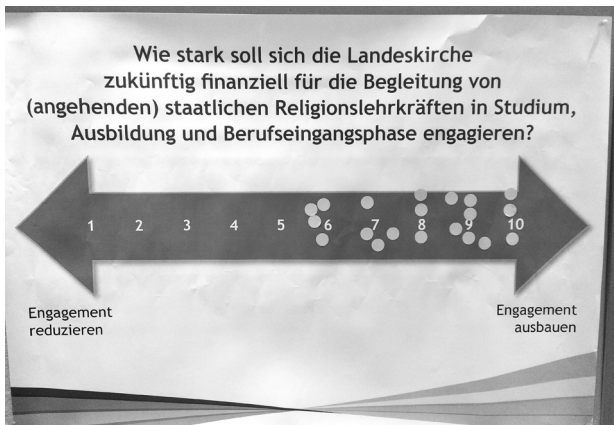 Wie stark soll sich die Landeskirche
zukünftig finanziell für die Begleitung von
(angehenden) staatlichen Religionslehrkräften in Studium,
Ausbildung und Berufseingangsphase engagieren?
1 2 3 4 5 6 7 8 9 10
Engagement
reduzieren
Engagement
ausbauen